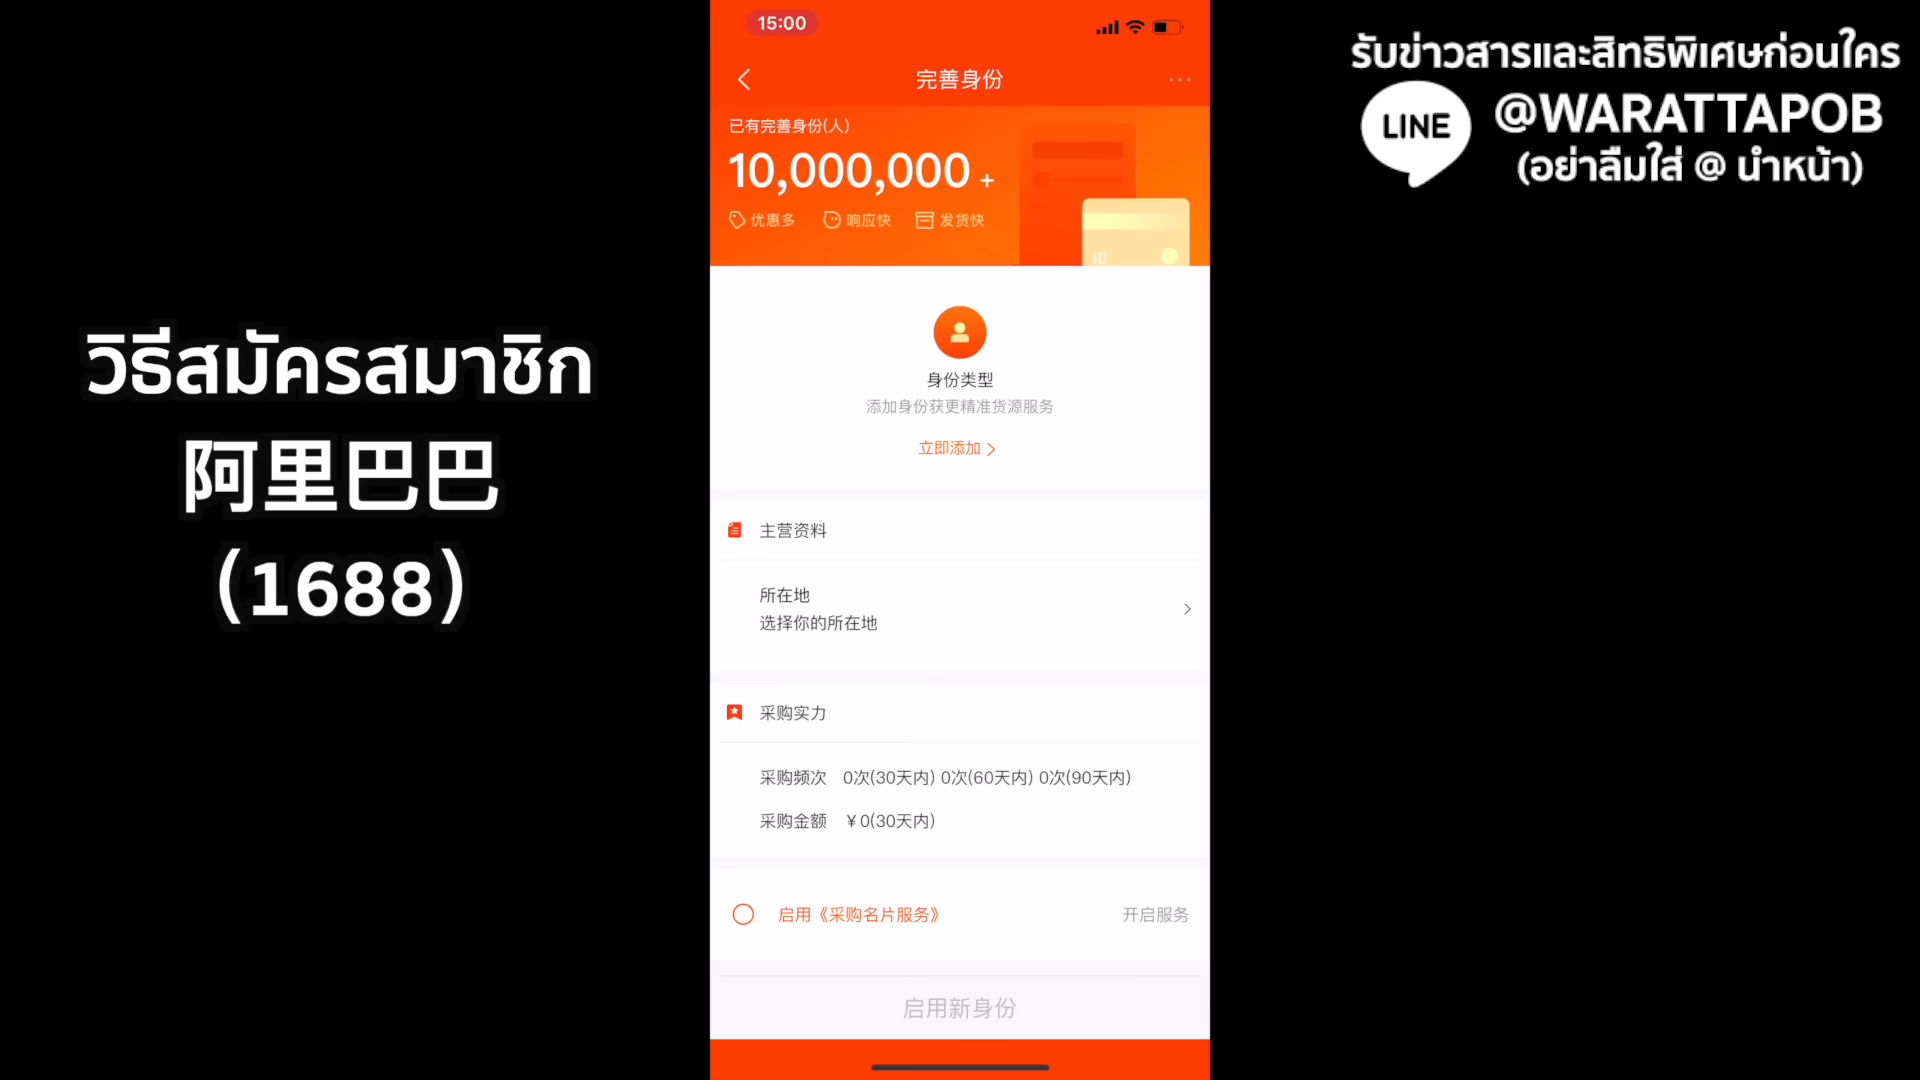 วิธีสมัครสมาชิก
阿里巴巴
(1688)
15:00
完善身份
已有完善身份(人)
10,000,000 +
优惠多 响应快 发货快
ID
身份类型
添加身份获更精准货源服务
立即添加
主营资料
所在地
选择你的所在地
采购实力
采购频次 0次(30天内) 0次(60天内) 0次(90天内)
采购金额 ¥0(30天内)
启用《采购名片服务》 开启服务
启用新身份
รับข่าวสารและสิทธิพิเศษก่อนใคร
LINE @WARATTAPOB
(อย่าลืมใส่ @ นำหน้า)